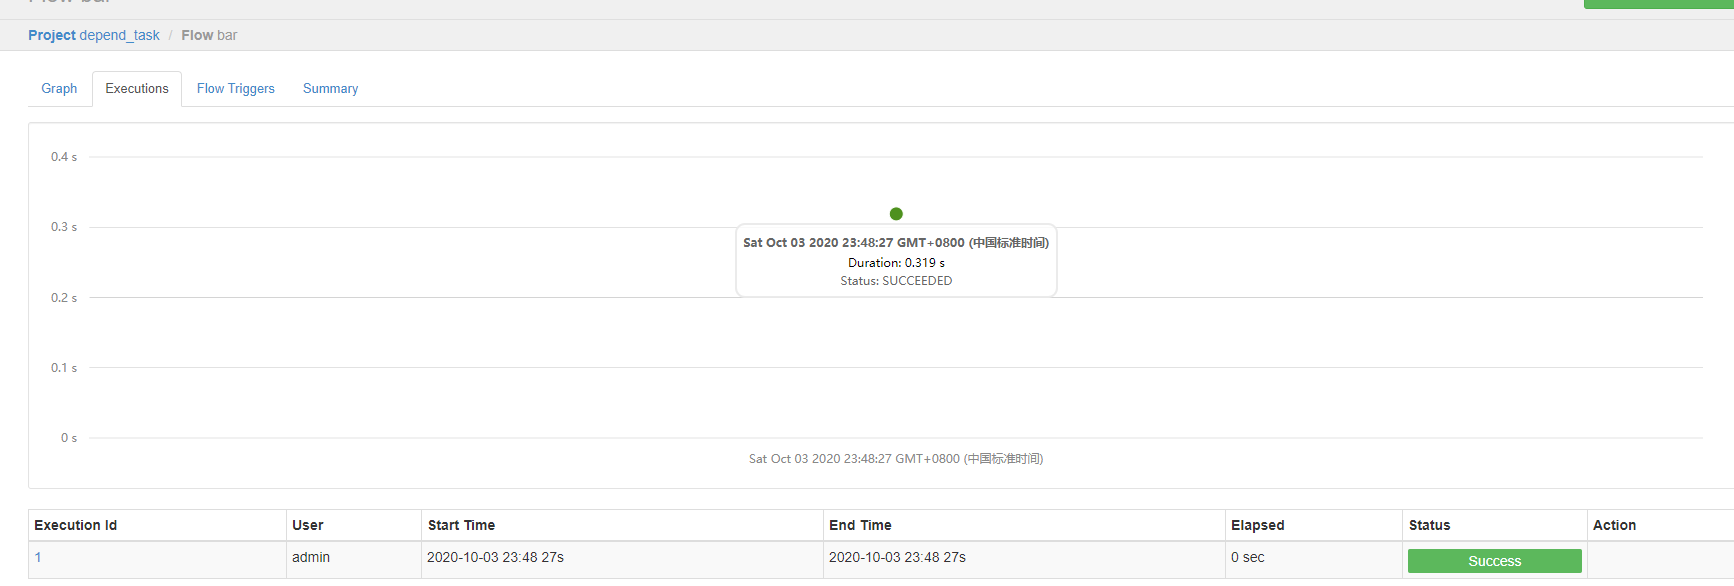 Project depend_task / Flow bar
Graph Executions Flow Triggers Summary
0.4 s
0.3 s
Sat Oct 03 2020 23:48:27 GMT+0800 (中国标准时间)
Duration: 0.319 s
Status: SUCCEEDED
0.2 s
0.1 s
0 s
Sat Oct 03 2020 23:48:27 GMT+0800 (中国标准时间)
Execution Id User Start Time End Time Elapsed Status Action
1 admin 2020-10-03 23:48 27s 2020-10-03 23:48 27s 0 sec Success